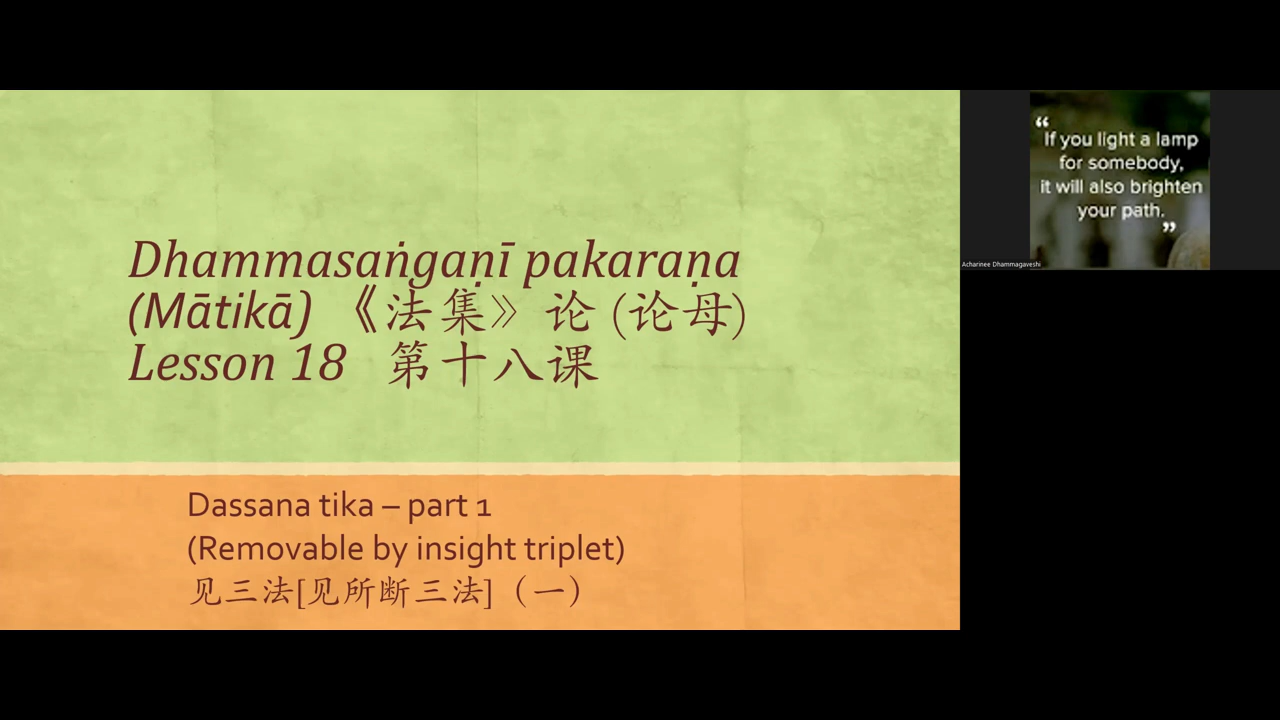 Dhammasaṅgaṇī pakaraṇa
(Mātikā) 《法集》论 (论母)
Lesson 18 第十八课
Dassana tika – part 1
(Removable by insight triplet)
见三法[见所断三法]（一）
“
If you light a lamp
for somebody,
it will also brighten
your path.
”
Acharinee Dhammagaveshi